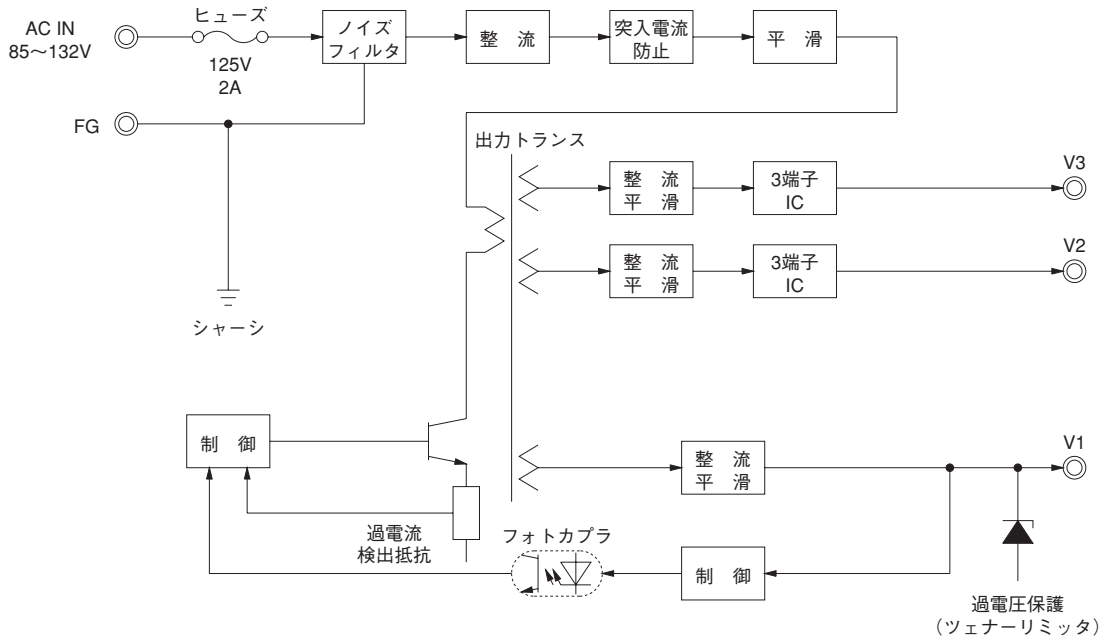 AC IN
85～132V
ヒューズ
125V
2A
ノイズ
フィルタ
整　流
突入電流
防止
平　滑
FG
シャーシ
出力トランス
整　流
平　滑
3端子
IC
V3
整　流
平　滑
3端子
IC
V2
制　御
過電流
検出抵抗
整　流
平　滑
V1
フォトカプラ
制　御
過電圧保護
（ツェナーリミッタ）